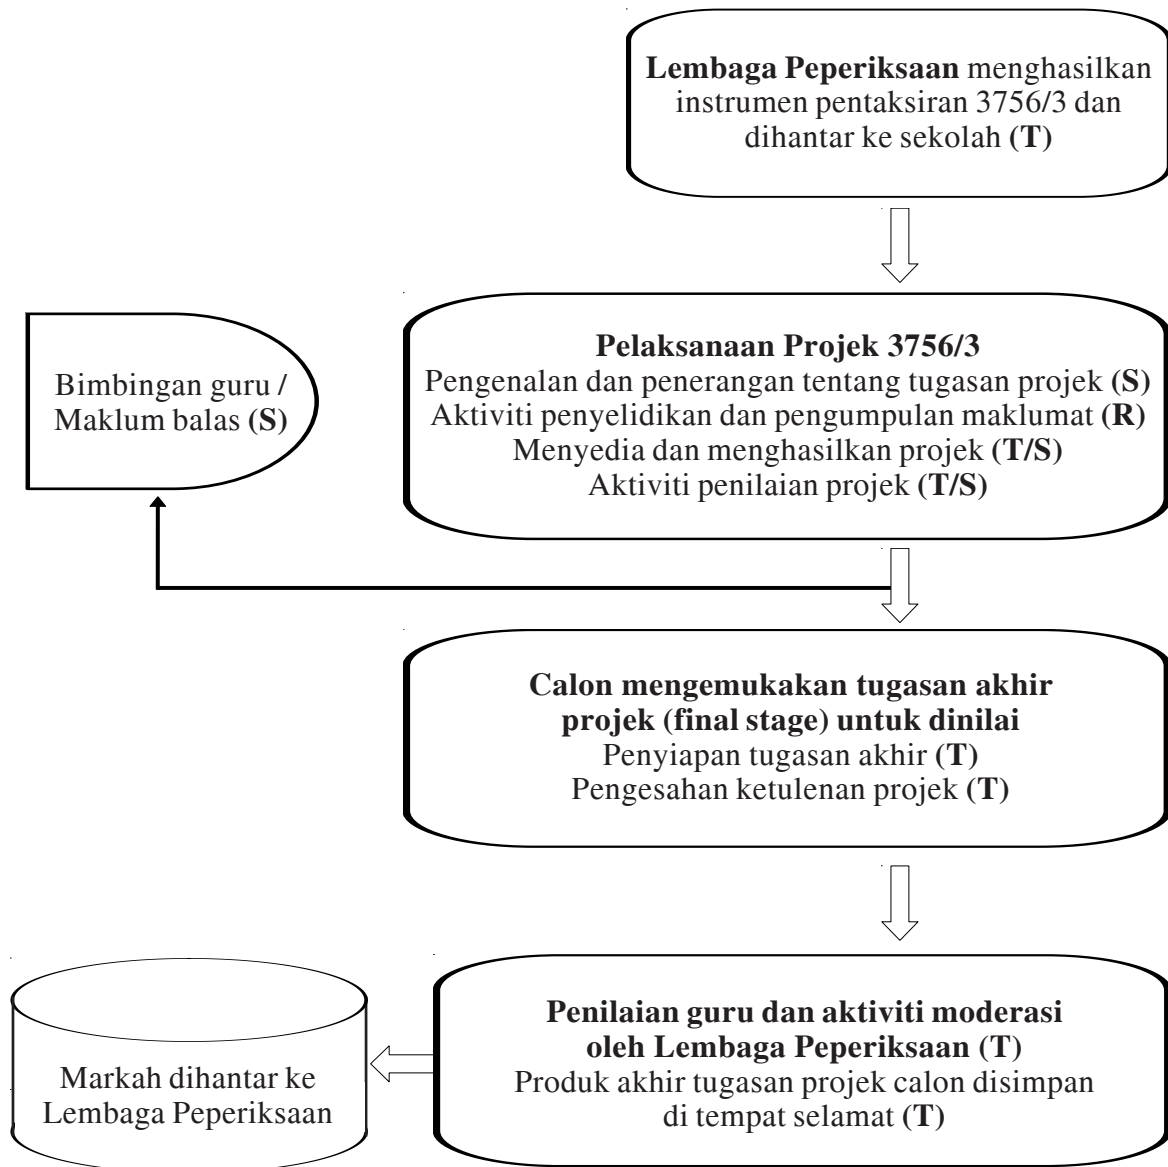 Lembaga Peperiksaan menghasilkan
instrumen pentaksiran 3756/3 dan
dihantar ke sekolah (T)
Bimbingan guru /
Maklum balas (S)
Pelaksanaan Projek 3756/3
Pengenalan dan penerangan tentang tugasan projek (S)
Aktiviti penyelidikan dan pengumpulan maklumat (R)
Menyedia dan menghasilkan projek (T/S)
Aktiviti penilaian projek (T/S)
Calon mengemukakan tugasan akhir
projek (final stage) untuk dinilai
Penyiapan tugasan akhir (T)
Pengesahan ketulenan projek (T)
Penilaian guru dan aktiviti moderasi
oleh Lembaga Peperiksaan (T)
Produk akhir tugasan projek calon disimpan
di tempat selamat (T)
Markah dihantar ke
Lembaga Peperiksaan